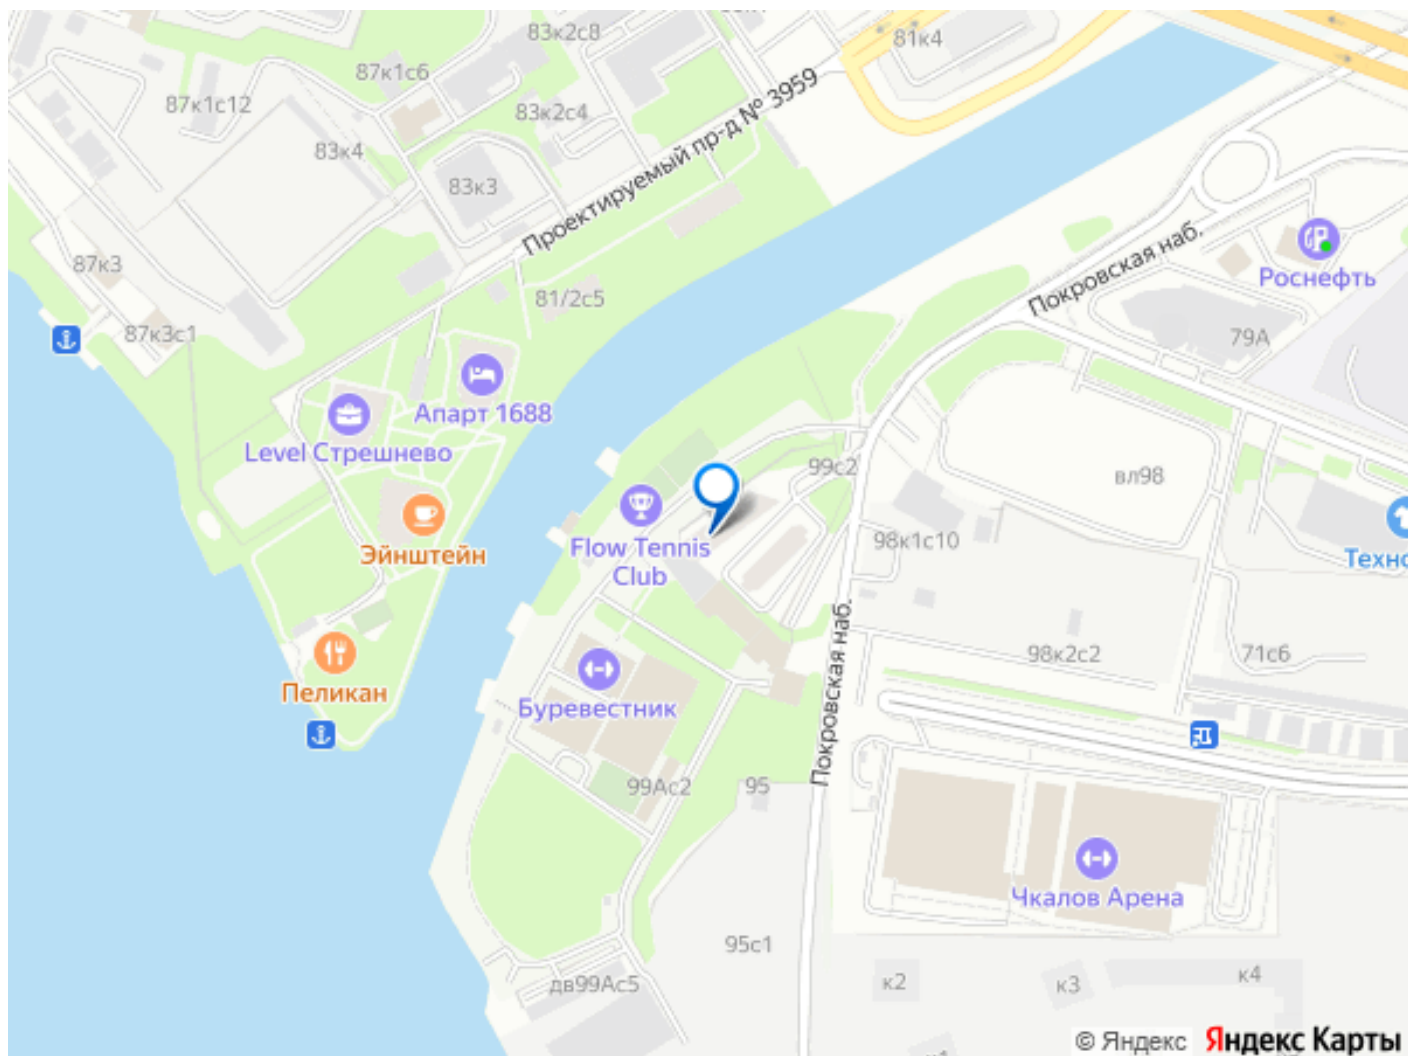 83к2с8
81к4
87к1с6
87к1с12
83к2с4
83к4
Проектируемый пр-д № 3959
83к3
Покровская наб.
Роснефть
87к3
81/2с5
87к3с1
79А
Апарт 1688
Level Стрешнево
99с2
вл98
Эйнштейн
Flow Tennis
Club
98к1с10
Пеликан
Буревестник
Покровская наб.
98к2с2
71с6
99Ас2
95
Чкалов Арена
95с1
дв99Ас5
к2
к3
к4
© Яндекс Яндекс Карты